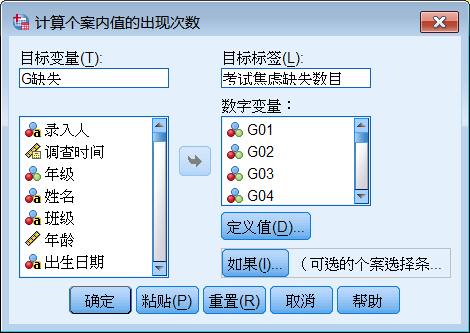 计算个案内值的出现次数
目标变量(T):
目标标签(L):
G缺失
考试焦虑缺失数目
数字变量：
录入人
调查时间
年级
姓名
班级
年龄
出生日期
G01
G02
G03
G04
定义值(D)...
如果(I)... （可选的个案选择条...
确定 粘贴(P) 重置(R) 取消 帮助